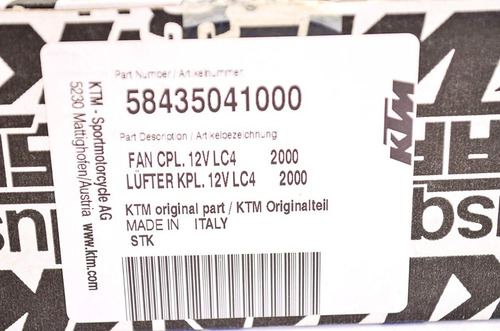 Part Number / Artikelnummer
58435041000
Part Description / Artkelbezeichnung
FAN CPL. 12V LC4 2000
LÜFTER KPL. 12V LC4 2000
KTM original part / KTM Originalteil
MADE IN ITALY
STK
KTM - Sportmotorcycle AG
5230 Mattighofen/Austria www.ktm.com
KTM